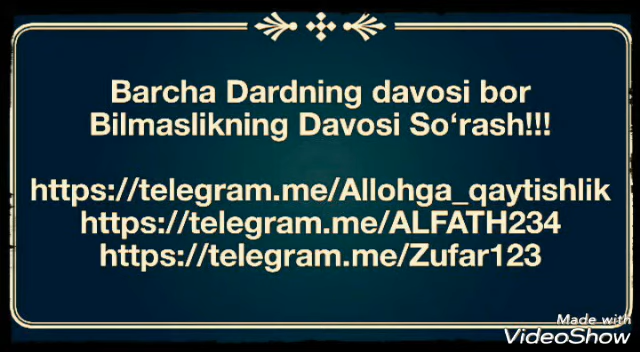 Barcha Dardning davosi bor
Bilmaslikning Davosi So‘rash!!!
https://telegram.me/Allohga_qaytishlik
https://telegram.me/ALFATH234
https://telegram.me/Zufar123
Made with
VideoShow